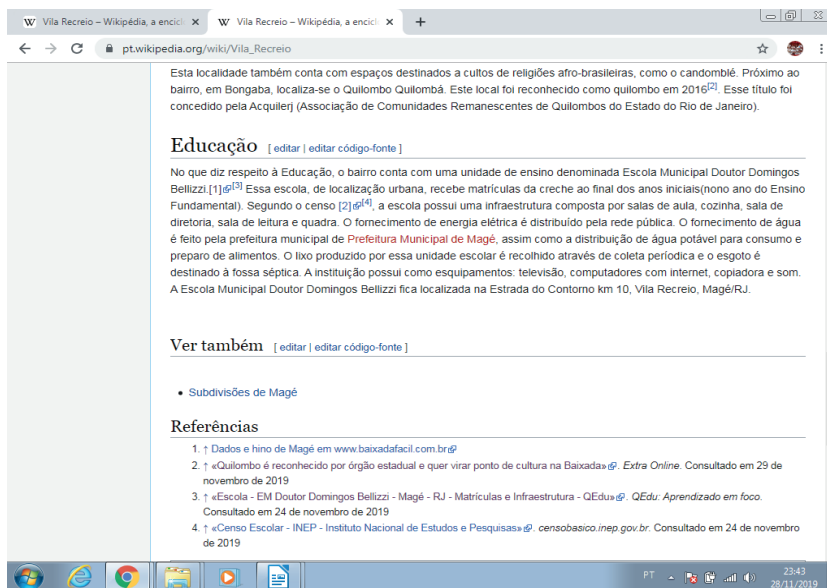 W Vila Recreio – Wikipédia, a encicl
W Vila Recreio – Wikipédia, a encicl
pt.wikipedia.org/wiki/Vila_Recreio
Esta localidade também conta com espaços destinados a cultos de religiões afro-brasileiras, como o candomblé. Próximo ao
bairro, em Bongaba, localiza-se o Quilombo Quilombá. Este local foi reconhecido como quilombo em 2016[2]. Esse título foi
concedido pela Acquilerj (Associação de Comunidades Remanescentes de Quilombos do Estado do Rio de Janeiro).
Educação [ editar | editar código-fonte ]
No que diz respeito à Educação, o bairro conta com uma unidade de ensino denominada Escola Municipal Doutor Domingos
Bellizzi.[1][3] Essa escola, de localização urbana, recebe matrículas da creche ao final dos anos iniciais(nono ano do Ensino
Fundamental). Segundo o censo [2][4], a escola possui uma infraestrutura composta por salas de aula, cozinha, sala de
diretoria, sala de leitura e quadra. O fornecimento de energia elétrica é distribuído pela rede pública. O fornecimento de água
é feito pela prefeitura municipal de Prefeitura Municipal de Magé, assim como a distribuição de água potável para consumo e
preparo de alimentos. O lixo produzido por essa unidade escolar é recolhido através de coleta períodica e o esgoto é
destinado à fossa séptica. A instituição possui como equipamentos: televisão, computadores com internet, copiadora e som.
A Escola Municipal Doutor Domingos Bellizzi fica localizada na Estrada do Contorno km 10, Vila Recreio, Magé/RJ.
Ver também [ editar | editar código-fonte ]
• Subdivisões de Magé
Referências
1. ↑ Dados e hino de Magé em www.baixadafacil.com.br
2. ↑ «Quilombo é reconhecido por órgão estadual e quer virar ponto de cultura na Baixada». Extra Online. Consultado em 29 de
novembro de 2019
3. ↑ «Escola - EM Doutor Domingos Bellizzi - Magé - RJ - Matrículas e Infraestrutura - QEdu». QEdu: Aprendizado em foco.
Consultado em 24 de novembro de 2019
4. ↑ «Censo Escolar - INEP - Instituto Nacional de Estudos e Pesquisas». censobasico.inep.gov.br. Consultado em 24 de novembro
de 2019
PT
23:43
28/11/2019